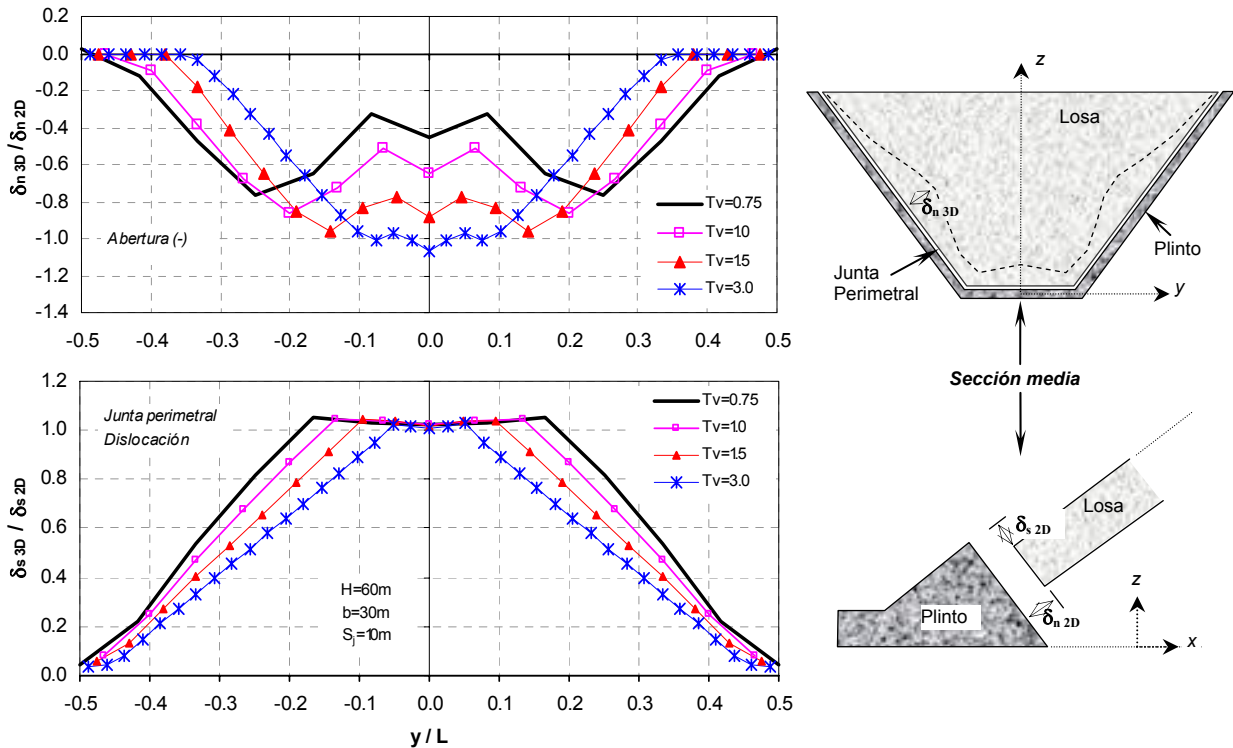 0.2
0.0
-0.2
-0.4
-0.6
-0.8
-1.0
-1.2
-1.4
δn 3D / δn 2D
Abertura (-)
Tv=0.75
Tv=1.0
Tv=1.5
Tv=3.0
-0.5 -0.4 -0.3 -0.2 -0.1 0.0 0.1 0.2 0.3 0.4 0.5
1.2
1.0
0.8
0.6
0.4
0.2
0.0
δs 3D / δs 2D
Junta perimetral
Dislocación
Tv=0.75
Tv=1.0
Tv=1.5
Tv=3.0
H=60m
b=30m
Sj=10m
-0.5 -0.4 -0.3 -0.2 -0.1 0.0 0.1 0.2 0.3 0.4 0.5
y / L
z
Losa
δn 3D
Plinto
Junta
Perimetral
y
Sección media
Losa
δs 2D
z
Plinto
δn 2D
x